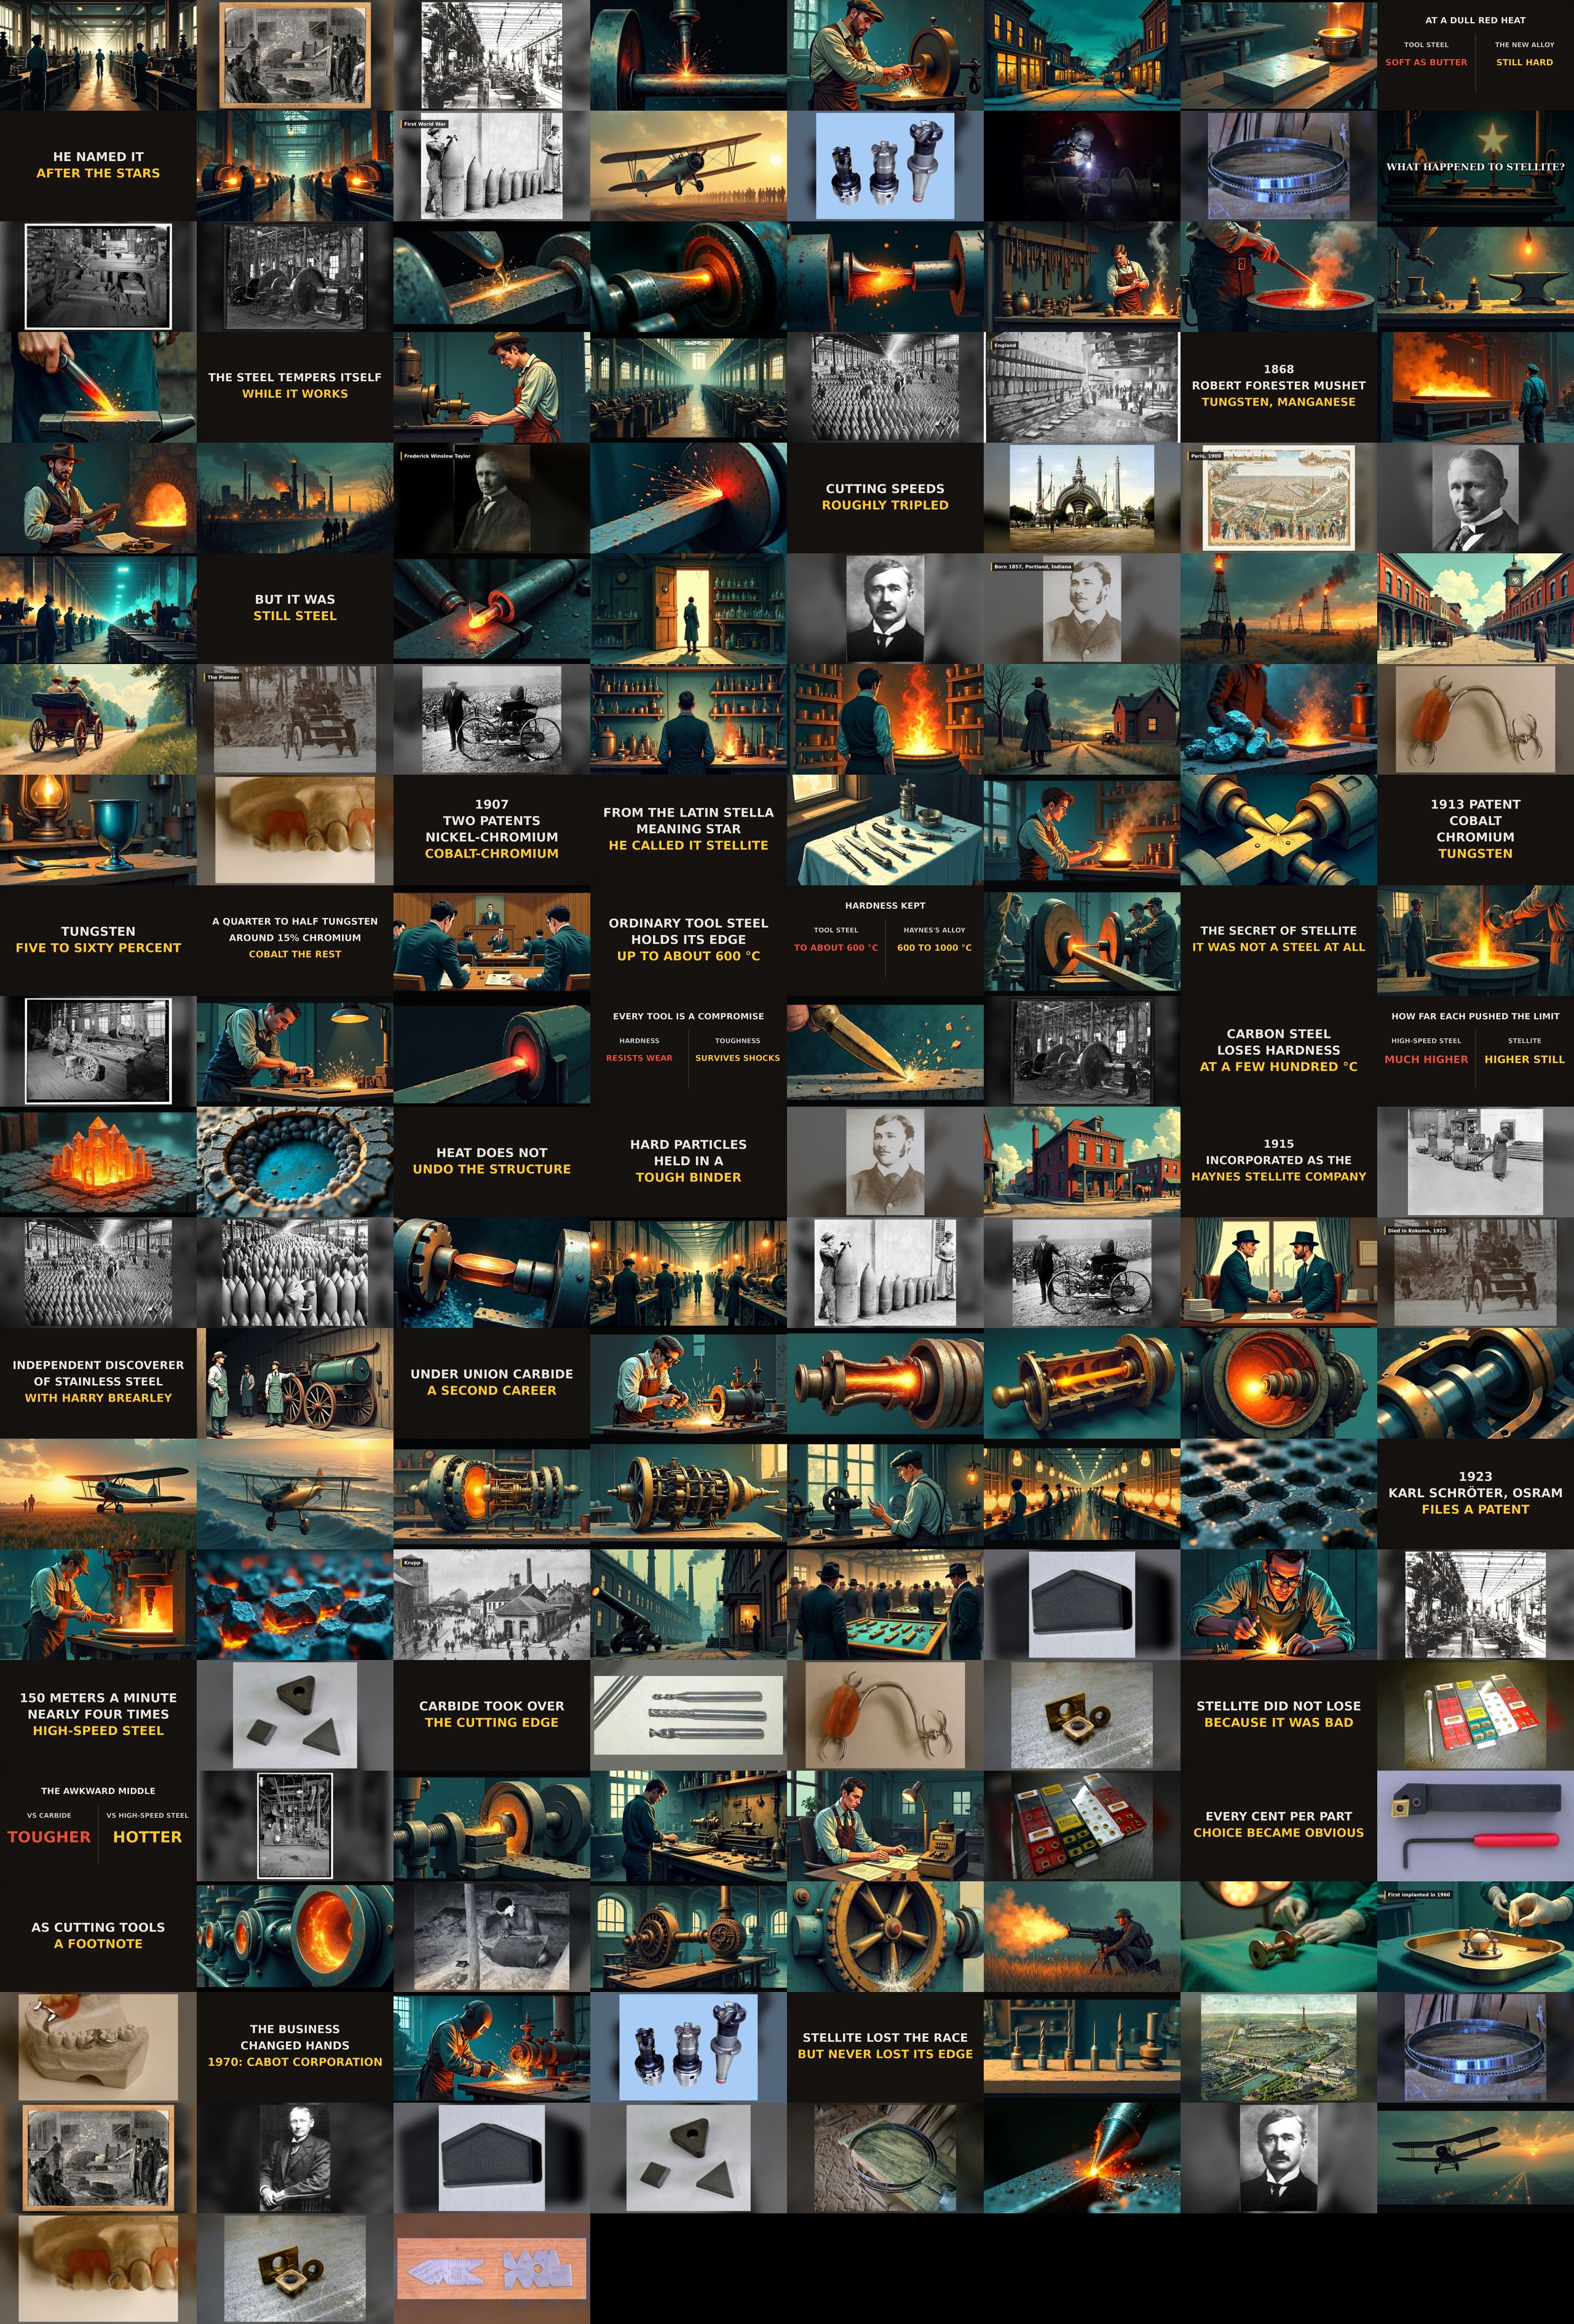 AT A DULL RED HEAT
TOOL STEEL
SOFT AS BUTTER
THE NEW ALLOY
STILL HARD
HE NAMED IT
AFTER THE STARS
First World War
WHAT HAPPENED TO STELLITE?
THE STEEL TEMPERS ITSELF
WHILE IT WORKS
England
1868
ROBERT FORESTER MUSHET
TUNGSTEN, MANGANESE
Frederick Winslow Taylor
CUTTING SPEEDS
ROUGHLY TRIPLED
Paris, 1900
BUT IT WAS
STILL STEEL
Born 1857, Portland, Indiana
The Pioneer
1907
TWO PATENTS
NICKEL-CHROMIUM
COBALT-CHROMIUM
FROM THE LATIN STELLA
MEANING STAR
HE CALLED IT STELLITE
1913 PATENT
COBALT
CHROMIUM
TUNGSTEN
TUNGSTEN
FIVE TO SIXTY PERCENT
A QUARTER TO HALF TUNGSTEN
AROUND 15% CHROMIUM
COBALT THE REST
ORDINARY TOOL STEEL
HOLDS ITS EDGE
UP TO ABOUT 600 °C
HARDNESS KEPT
TOOL STEEL
TO ABOUT 600 °C
HAYNES'S ALLOY
600 TO 1000 °C
THE SECRET OF STELLITE
IT WAS NOT A STEEL AT ALL
EVERY TOOL IS A COMPROMISE
HARDNESS
RESISTS WEAR
TOUGHNESS
SURVIVES SHOCKS
CARBON STEEL
LOSES HARDNESS
AT A FEW HUNDRED °C
HOW FAR EACH PUSHED THE LIMIT
HIGH-SPEED STEEL
MUCH HIGHER
STELLITE
HIGHER STILL
HEAT DOES NOT
UNDO THE STRUCTURE
HARD PARTICLES
HELD IN A
TOUGH BINDER
1915
INCORPORATED AS THE
HAYNES STELLITE COMPANY
Died in Kokomo, 1925
INDEPENDENT DISCOVERER
OF STAINLESS STEEL
WITH HARRY BREARLEY
UNDER UNION CARBIDE
A SECOND CAREER
1923
KARL SCHRÖTER, OSRAM
FILES A PATENT
Krupp
150 METERS A MINUTE
NEARLY FOUR TIMES
HIGH-SPEED STEEL
CARBIDE TOOK OVER
THE CUTTING EDGE
STELLITE DID NOT LOSE
BECAUSE IT WAS BAD
THE AWKWARD MIDDLE
VS CARBIDE
TOUGHER
VS HIGH-SPEED STEEL
HOTTER
EVERY CENT PER PART
CHOICE BECAME OBVIOUS
AS CUTTING TOOLS
A FOOTNOTE
First implanted in 1960
THE BUSINESS
CHANGED HANDS
1970: CABOT CORPORATION
STELLITE LOST THE RACE
BUT NEVER LOST ITS EDGE